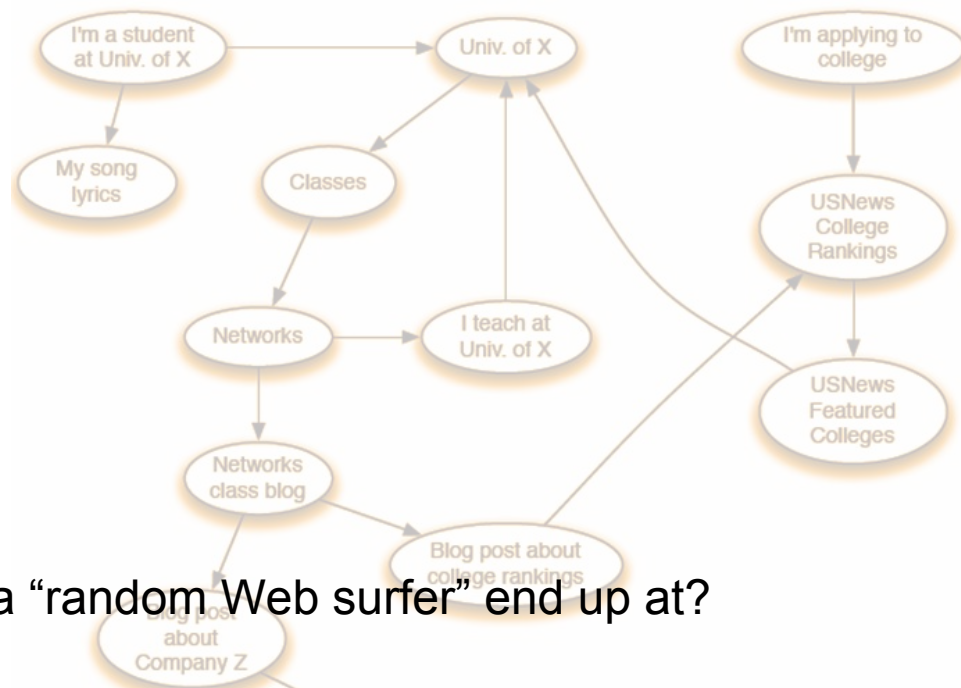 I'm a student
at Univ. of X
Univ. of X
I'm applying to
college
My song
lyrics
Classes
USNews
College
Rankings
Networks
I teach at
Univ. of X
USNews
Featured
Colleges
Networks
class blog
Blog post about
college rankings
a “random Web surfer” end up at?
Blog post
about
Company Z